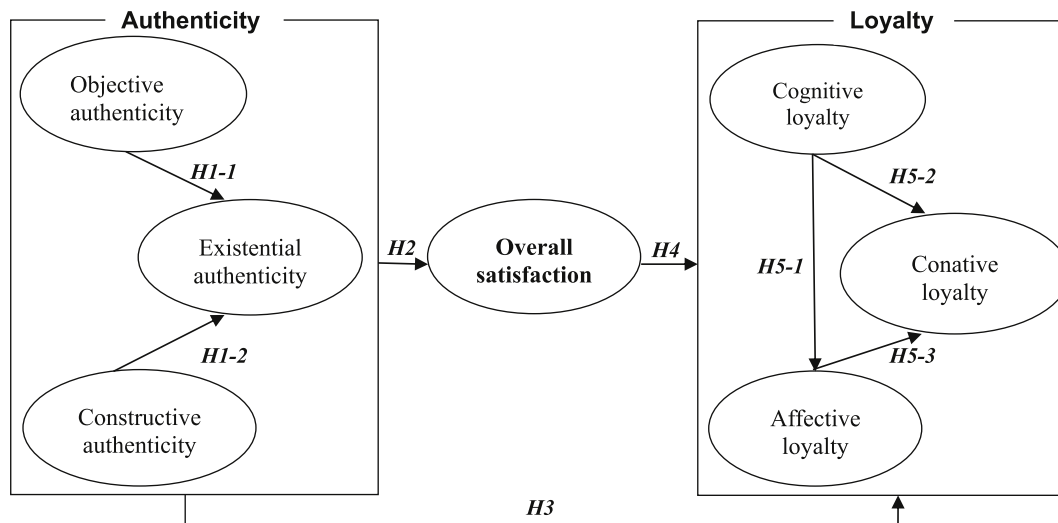 Authenticity
Objective
authenticity
H1-1
Existential
authenticity
H1-2
Constructive
authenticity
H2
Overall
satisfaction
H4
Loyalty
Cognitive
loyalty
H5-2
H5-1
Conative
loyalty
H5-3
Affective
loyalty
H3